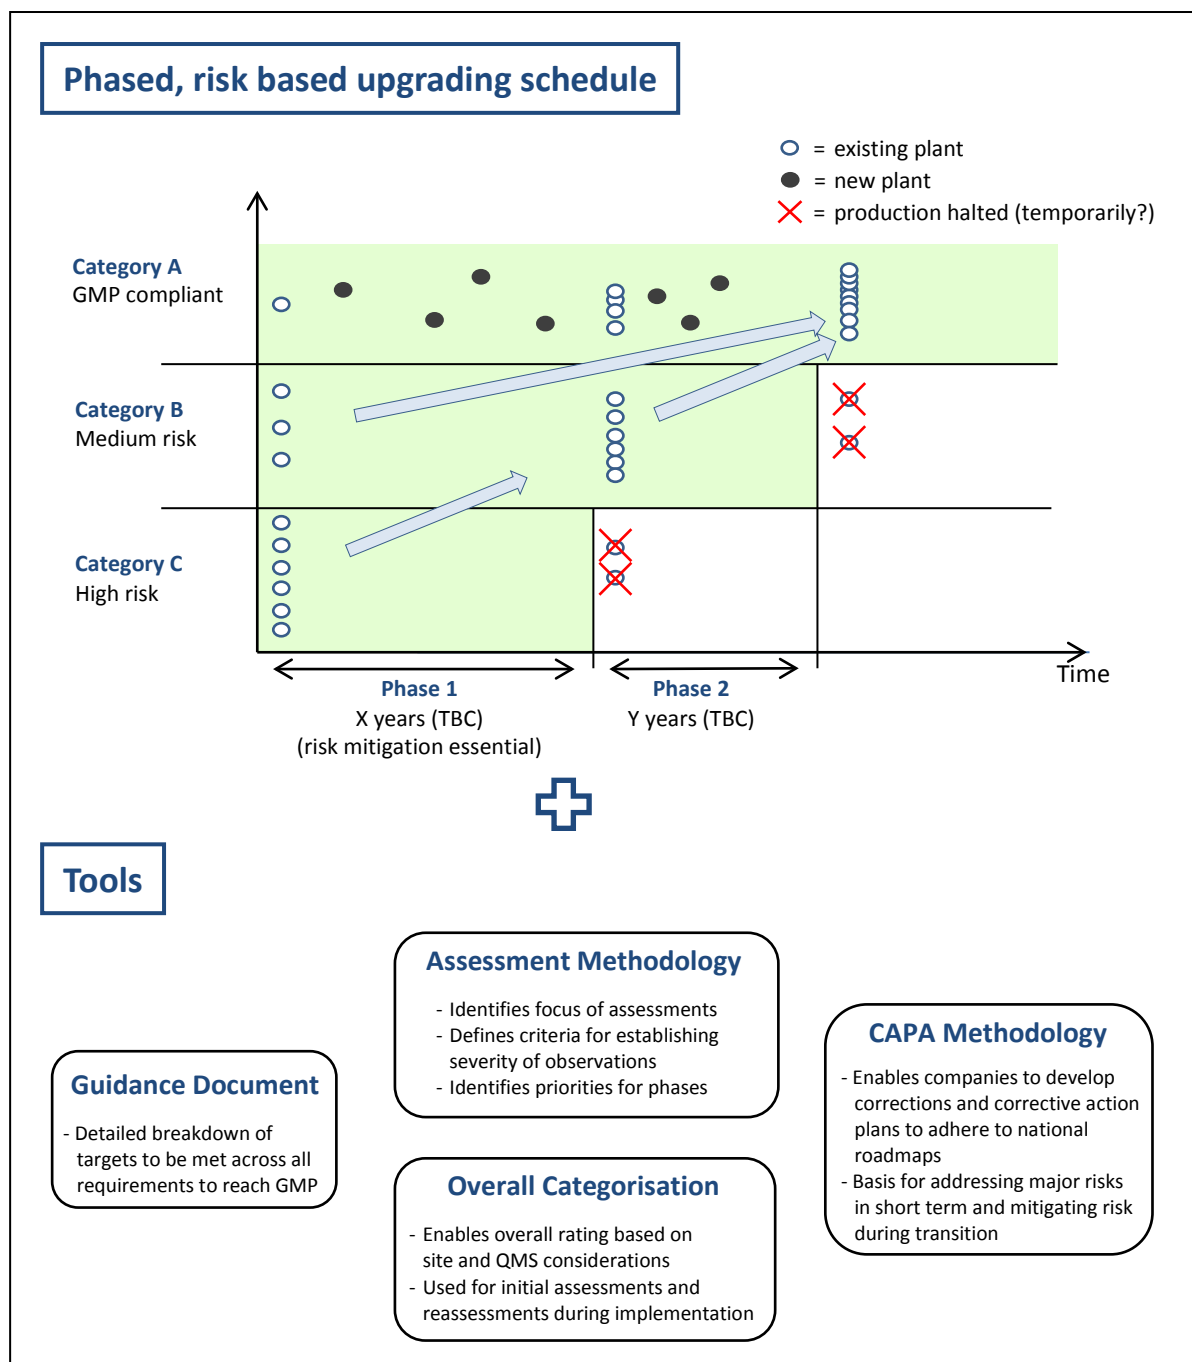 Phased, risk based upgrading schedule
= existing plant
= new plant
= production halted (temporarily?)
Category A
GMP compliant
Category B
Medium risk
Category C
High risk
Time
Phase 1
X years (TBC)
(risk mitigation essential)
Phase 2
Y years (TBC)
Tools
Guidance Document
- Detailed breakdown of
targets to be met across all
requirements to reach GMP
Assessment Methodology
- Identifies focus of assessments
- Defines criteria for establishing
severity of observations
- Identifies priorities for phases
Overall Categorisation
- Enables overall rating based on
site and QMS considerations
- Used for initial assessments and
reassessments during implementation
CAPA Methodology
- Enables companies to develop
corrections and corrective action
plans to adhere to national
roadmaps
- Basis for addressing major risks
in short term and mitigating risk
during transition